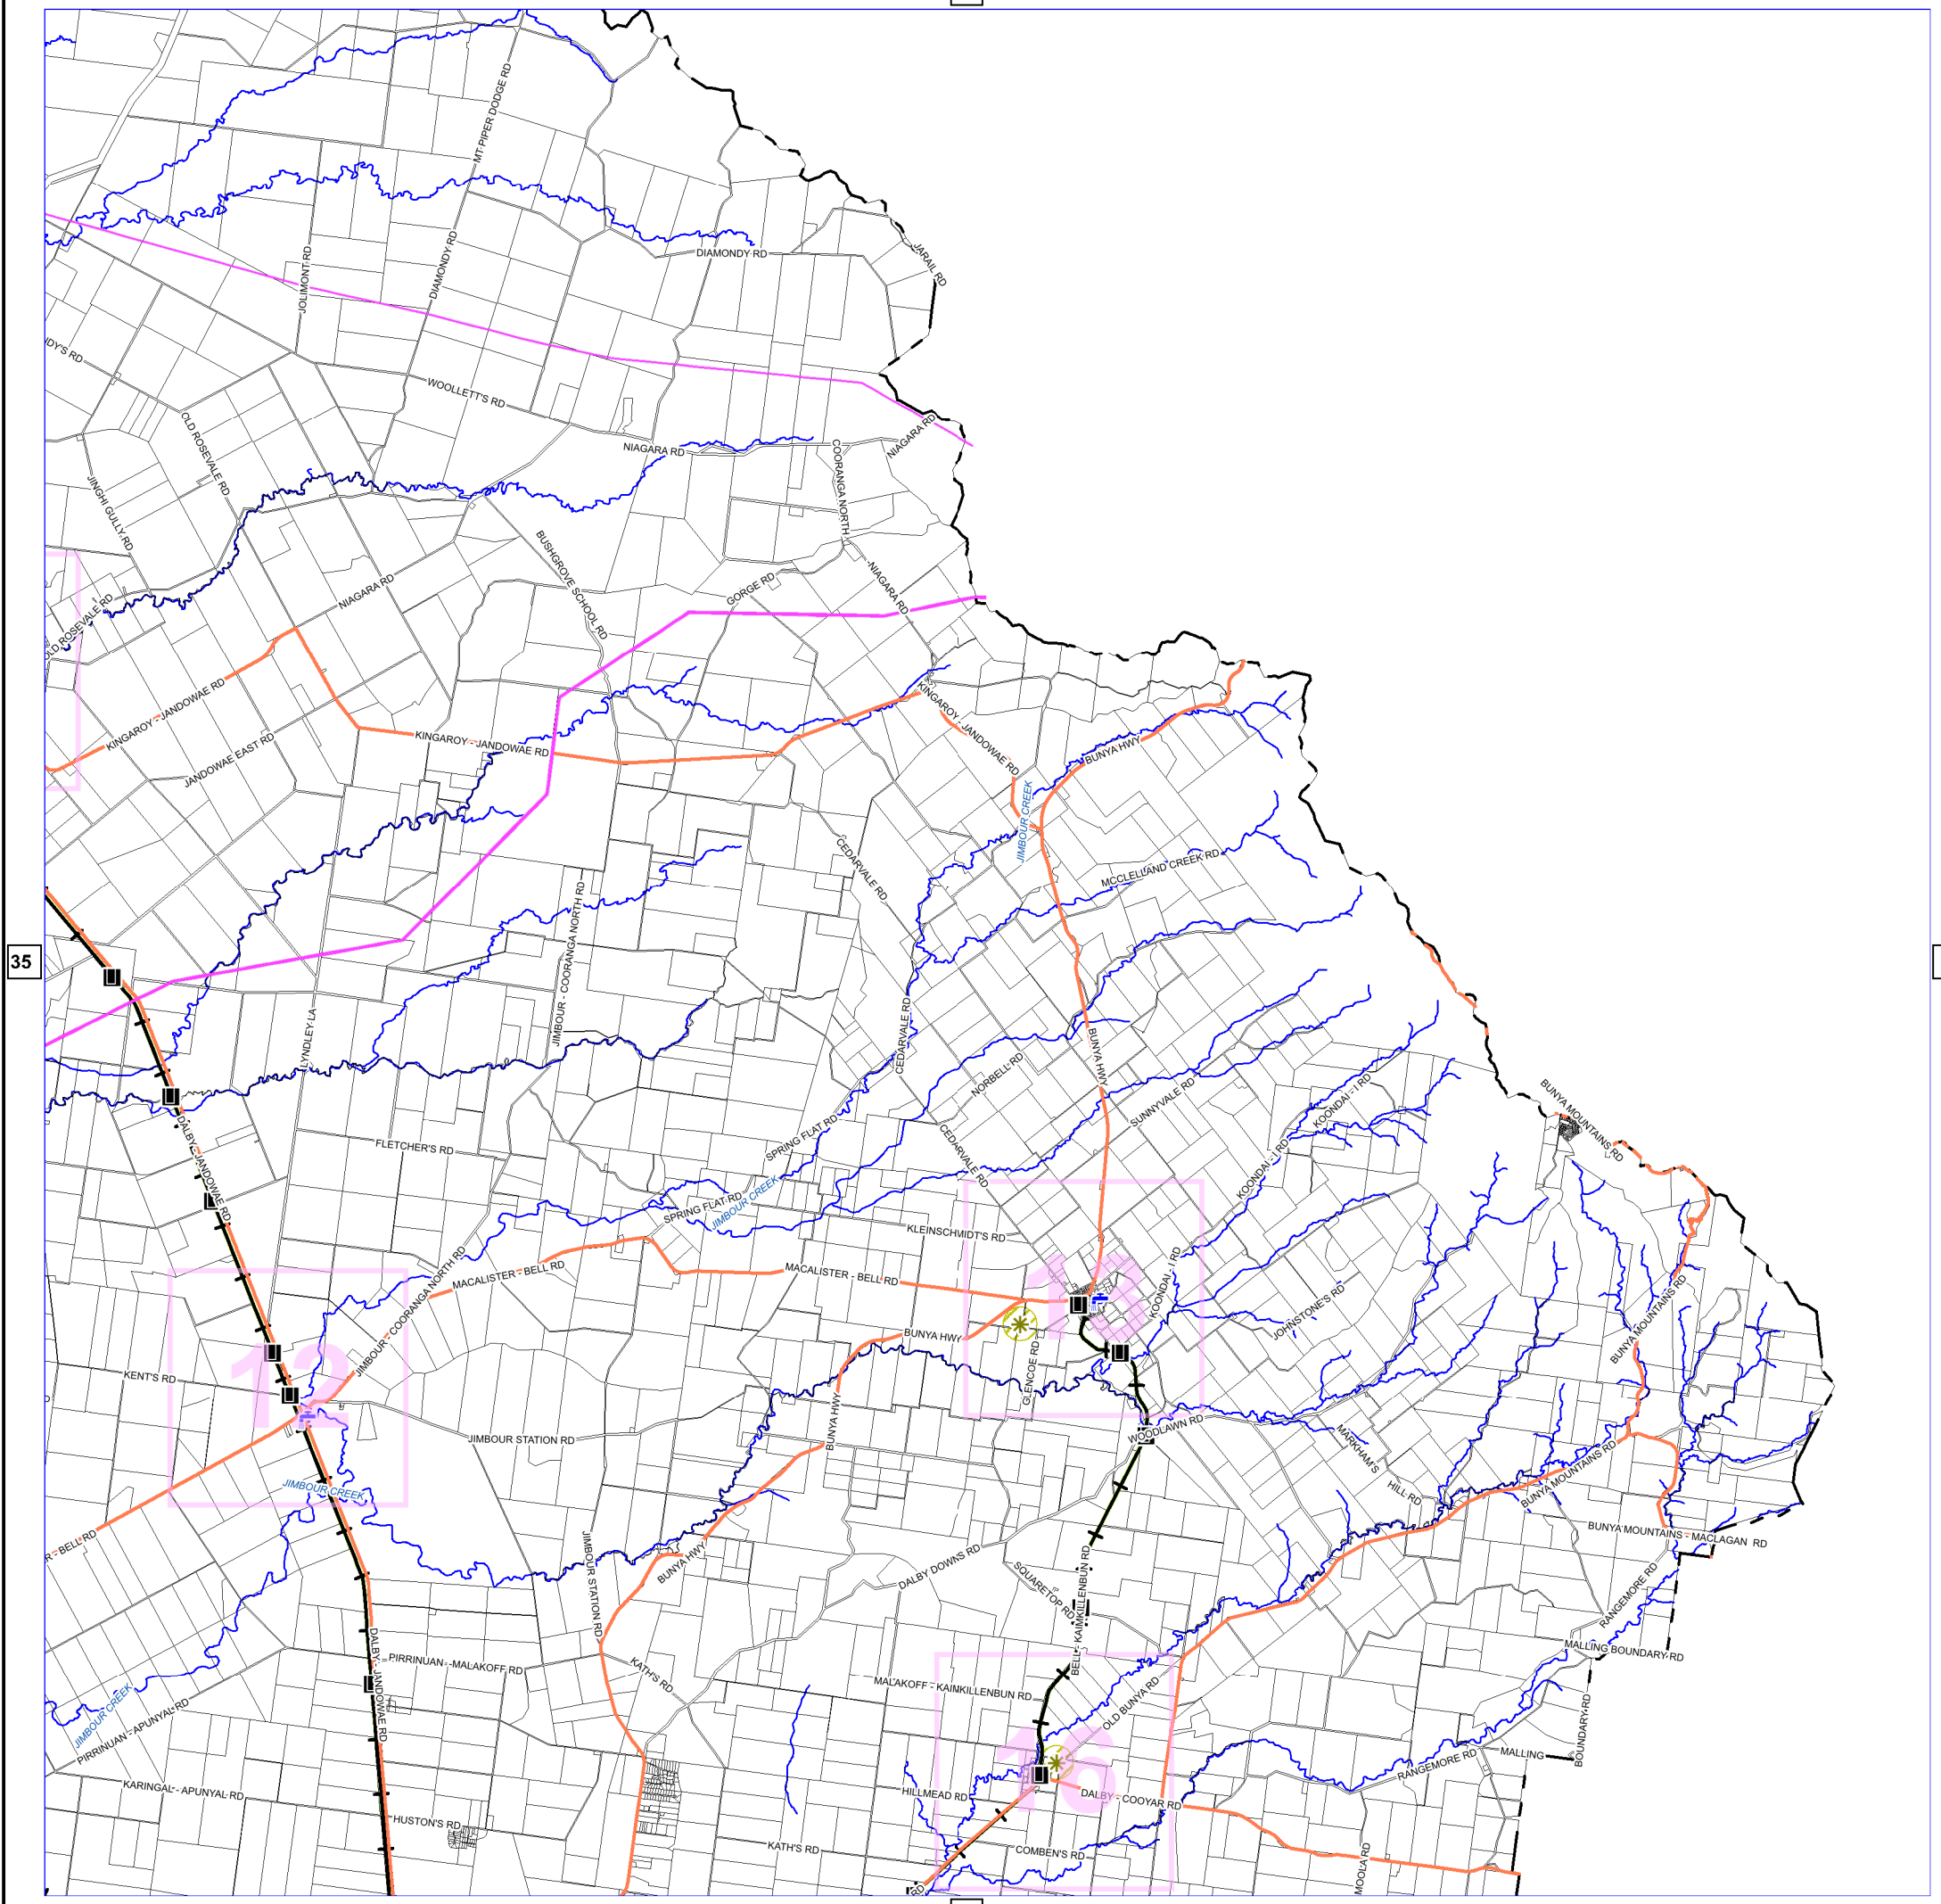 MT PIPER DODGE RD
JARAIL RD
DIAMONDY RD
DIAMONDY RD
JOLIMONT RD
DY'S RD
WOOLLETT'S RD
OLD ROSEVALE RD
NIAGARA RD
NIAGARA RD
COORANGA NORTH
NIAGARA RD
JINGHI GULLY RD
BUSHGROVE SCHOOL RD
GORGE RD
NIAGARA RD
OLD ROSEVALE RD
KINGAROY - JANDOWAE RD
JANDOWAE EAST RD
KINGAROY - JANDOWAE RD
KINGAROY - JANDOWAE RD
BUNYA HWY
JIMBOUR CREEK
CEDARVALE RD
MCCLELLAND CREEK RD
JIMBOUR - COORANGA NORTH RD
35
LYNDLEY LA
CEDARVALE RD
BUNYA HWY
NORBELL RD
SUNNYVALE RD
KOONDAI - I RD
BUNYA MOUNTAINS RD
DALBY - JANDOWAE RD
FLETCHER'S RD
SPRING FLAT RD
CEDARVALE RD
KOONDAI - I RD
SPRING FLAT RD
JIMBOUR CREEK
KLEINSCHMIDT'S RD
JIMBOUR - COORANGA NORTH RD
MACALISTER - BELL RD
MACALISTER - BELL RD
KOONDAI - I RD
JOHNSTONE'S RD
BUNYA MOUNTAINS RD
BUNYA HWY
GLENCOE RD
KENT'S RD
12
BUNYA HWY
JIMBOUR STATION RD
WOODLAWN RD
MARKHAM'S
HILL RD
BUNYA MOUNTAINS RD
JIMBOUR CREEK
R - BELL RD
BUNYA MOUNTAINS - MACLAGAN RD
JIMBOUR STATION RD
BUNYA HWY
DALBY DOWNS RD
SQUARETOP RD
BELL - KAIMKILLENBUN RD
RANGEMORE RD
MALLING BOUNDARY RD
DALBY - JANDOWAE RD
PIRRINUAN - MALAKOFF RD
KATH'S RD
MALAKOFF - KAIMKILLENBUN RD
OLD BUNYA RD
JIMBOUR CREEK
PIRRINUAN - APUNYAL RD
BOUNDARY RD
MALLING
RANGEMORE RD
16
KARINGAL - APUNYAL RD
HILLMEAD RD
DALBY - COOYAR RD
HUSTON'S RD
KATH'S RD
COMBEN'S RD
MOOLA RD
RD